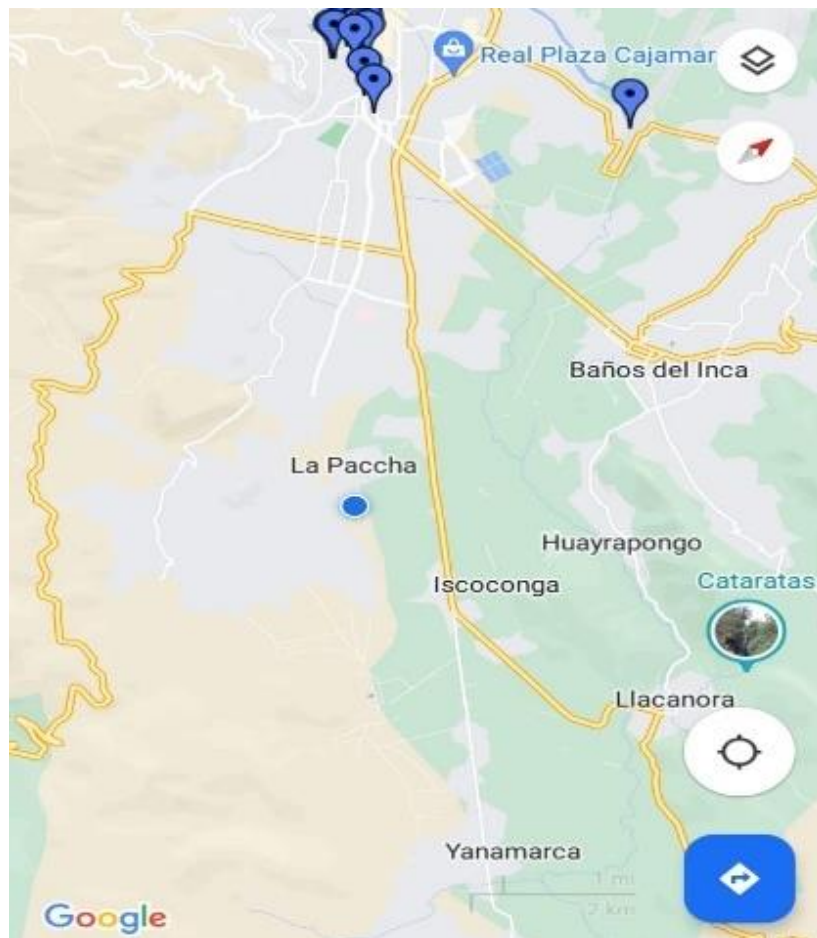 Real Plaza Cajamar
Baños del Inca
La Paccha
Huayrapongo
Iscoconga
Cataratas
Llacanora
Yanamarca
1 mi
2 km
Google